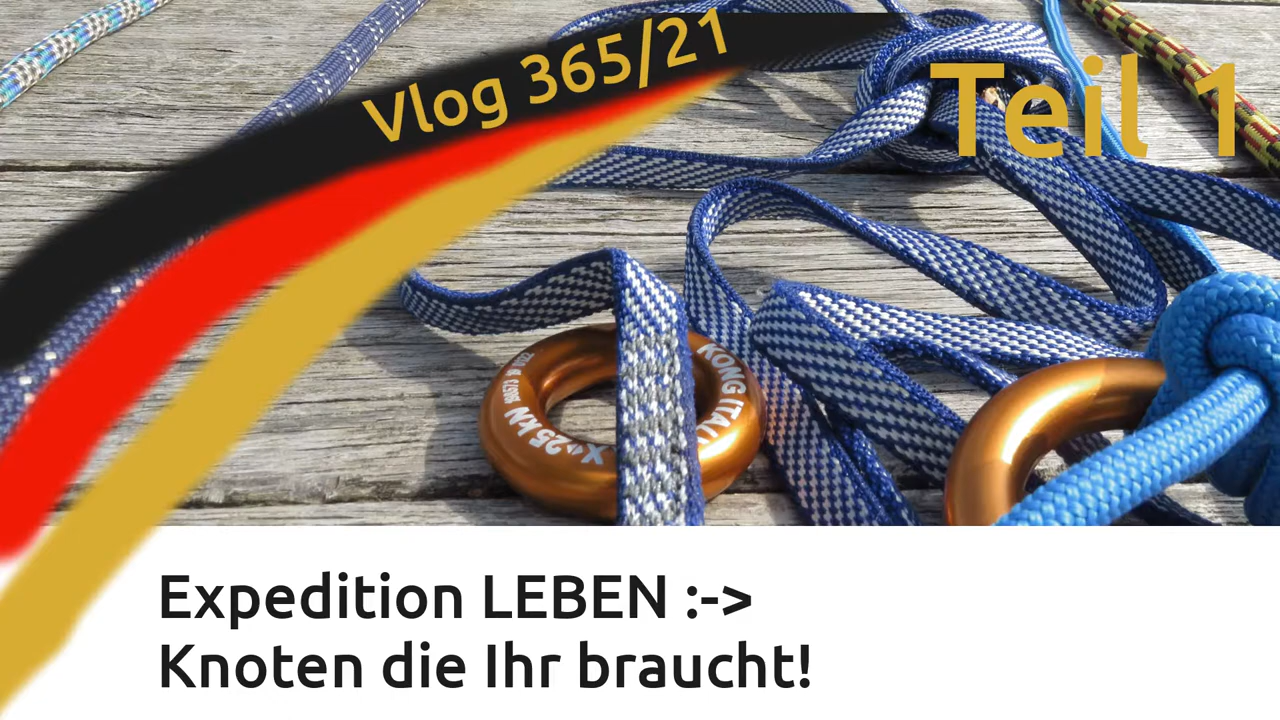 Vlog 365/21
Teil 1
KONG ITALY
X⇔25 kN
Expedition LEBEN :->
Knoten die Ihr braucht!